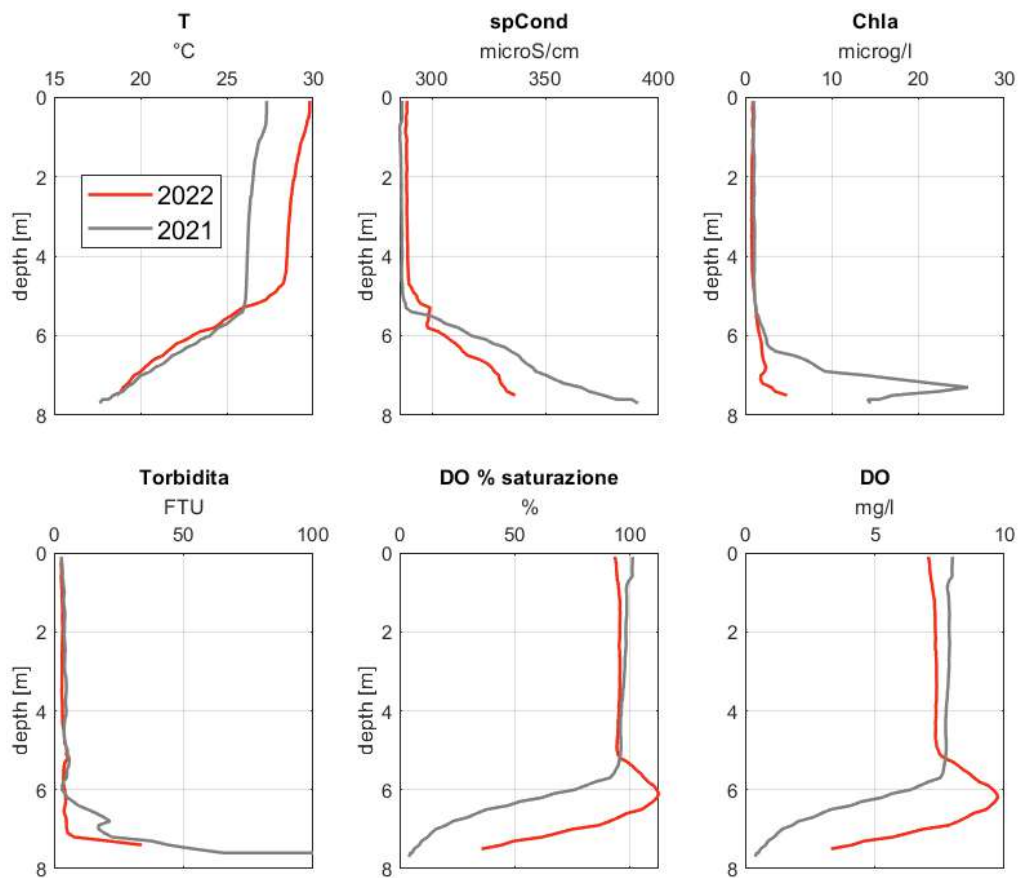 T
°C
15 20 25 30
0
2
4
6
8
depth [m]
2022
2021
spCond
microS/cm
300 350 400
0
2
4
6
8
depth [m]
Chla
microg/l
0 10 20 30
0
2
4
6
8
depth [m]
Torbidita
FTU
0 50 100
0
2
4
6
8
depth [m]
DO % saturazione
%
0 50 100
0
2
4
6
8
DO
mg/l
0 5 10
0
2
4
6
8
depth [m]